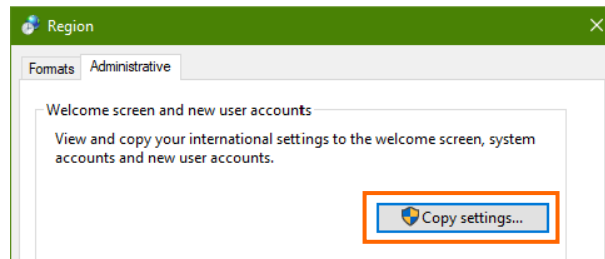 Region
Formats Administrative
Welcome screen and new user accounts
View and copy your international settings to the welcome screen, system
accounts and new user accounts.
Copy settings...